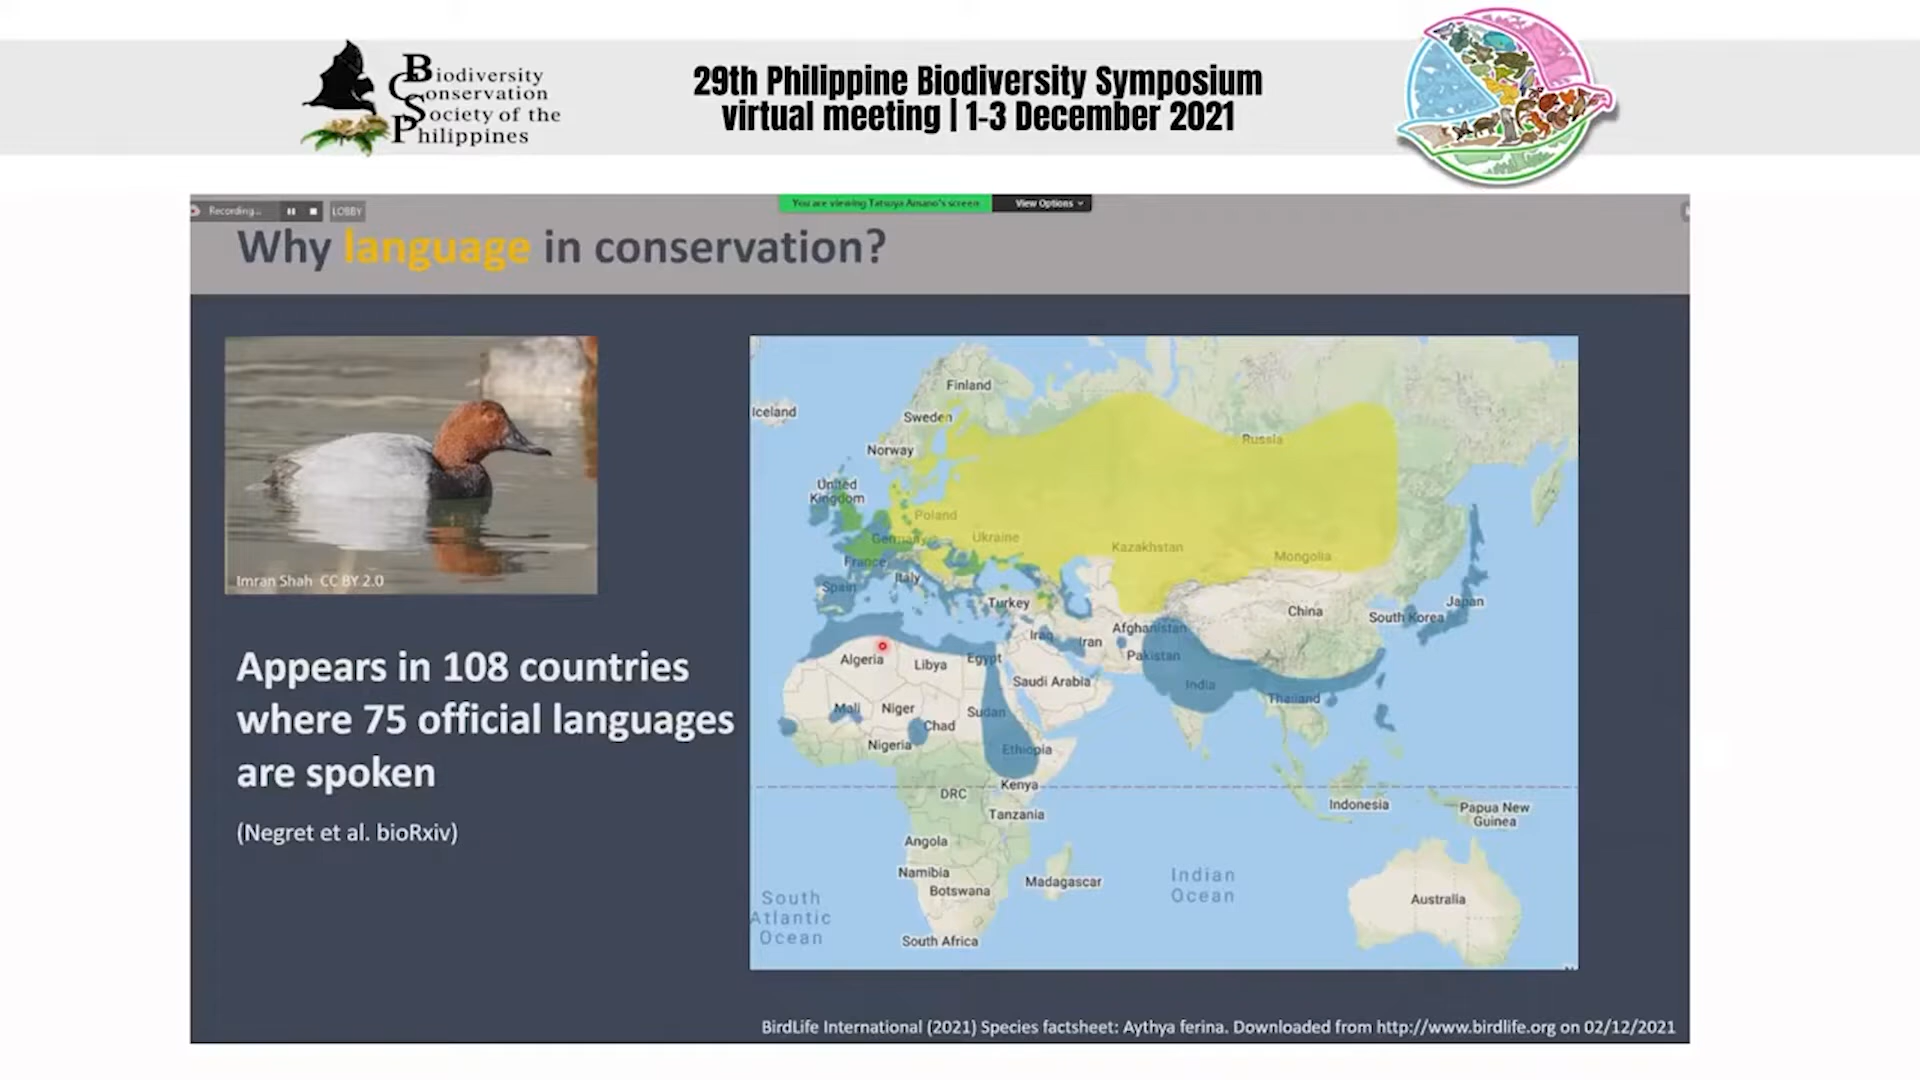 Biodiversity
Conservation
Society of the
Philippines
29th Philippine Biodiversity Symposium
virtual meeting | 1-3 December 2021
Recording...
LOBBY
You are viewing Tatsuya Amano's screen
View Options
Why language in conservation?
Imran Shah CC BY 2.0
Appears in 108 countries
where 75 official languages
are spoken
(Negret et al. bioRxiv)
Finland
Iceland
Sweden
Russia
Norway
United
Kingdom
Poland
Germany
Ukraine
Kazakhstan
Mongolia
France
Italy
Spain
Turkey
China
Japan
South Korea
Afghanistan
Iraq
Iran
Pakistan
Algeria
Libya
Egypt
Saudi Arabia
India
Thailand
Mali
Niger
Sudan
Chad
Nigeria
Ethiopia
Kenya
DRC
Tanzania
Indonesia
Papua New
Guinea
Angola
Namibia
Botswana
Madagascar
Indian
Ocean
Australia
South
Atlantic
Ocean
South Africa
BirdLife International (2021) Species factsheet: Aythya ferina. Downloaded from http://www.birdlife.org on 02/12/2021